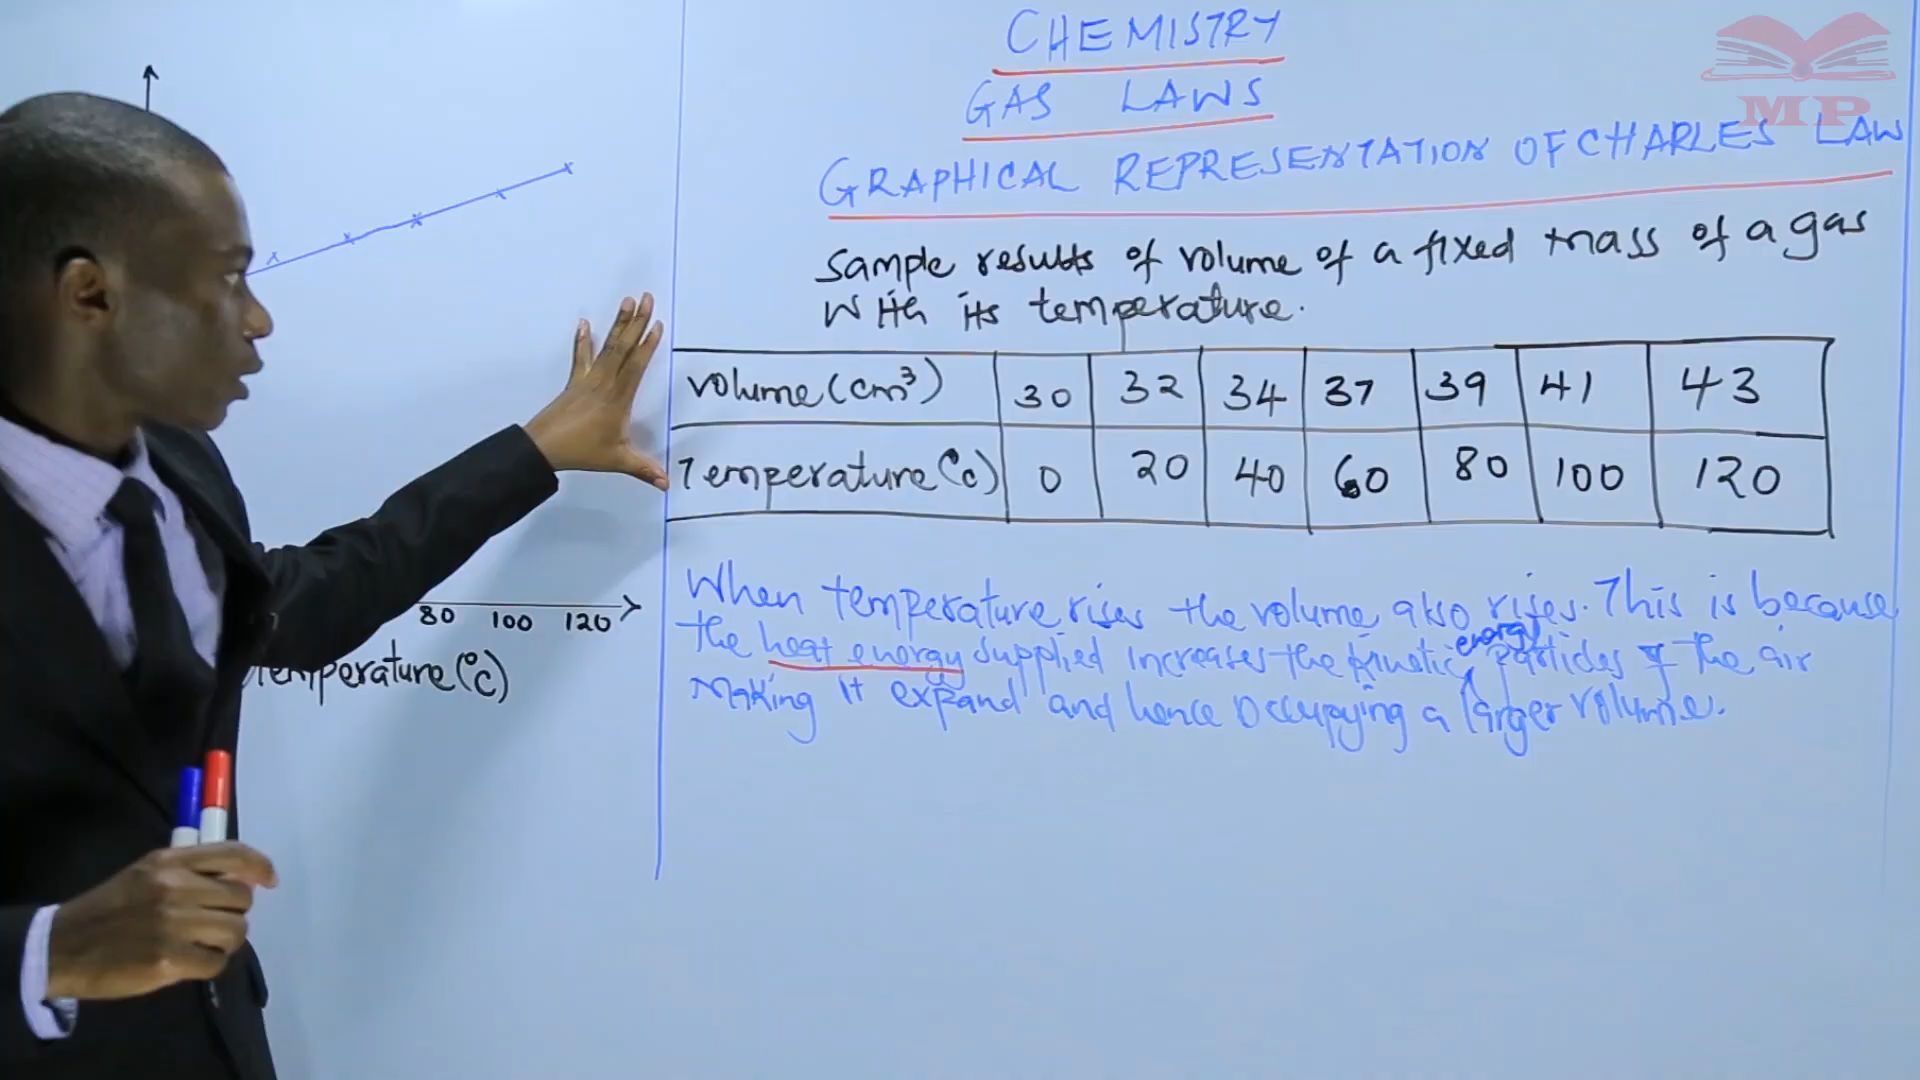 CHEMISTRY
GAS LAWS
GRAPHICAL REPRESENTATION OF CHARLES LAW
MP
Sample results of volume of a fixed mass of a gas
with its temperature.
Volume (cm³) 30 32 34 37 39 41 43
Temperature (°c) 0 20 40 60 80 100 120
When temperature rises the volume also rises. This is because
the heat energy supplied increases the kinetic energy particles of the air
making it expand and hence occupying a larger volume.
80 100 120
Temperature (°c)